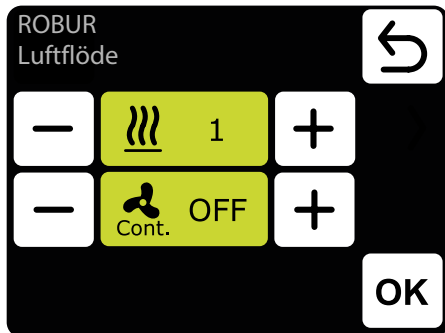 ROBUR
Luftflöde
− 1 +
− Cont. OFF +
OK